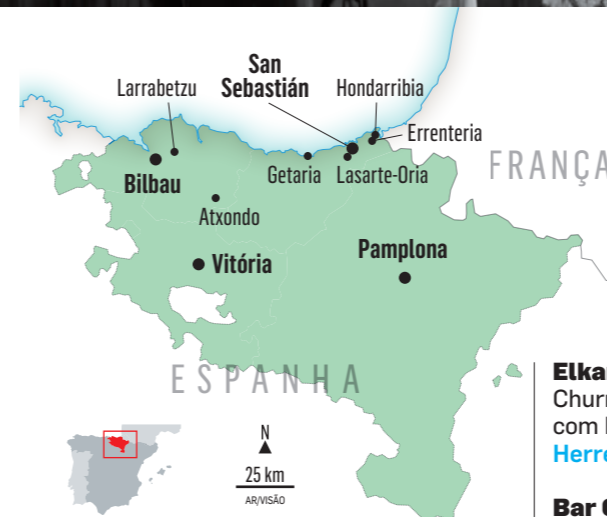 San
Sebastián
Larrabetzu
Hondarribia
Errenteria
FRANÇA
Bilbau
Getaria
Lasarte-Oria
Atxondo
Pamplona
Vitória
ESPANHA
N
25 km
AR/VISÃO
Elka
Churr
com
Herre
Bar